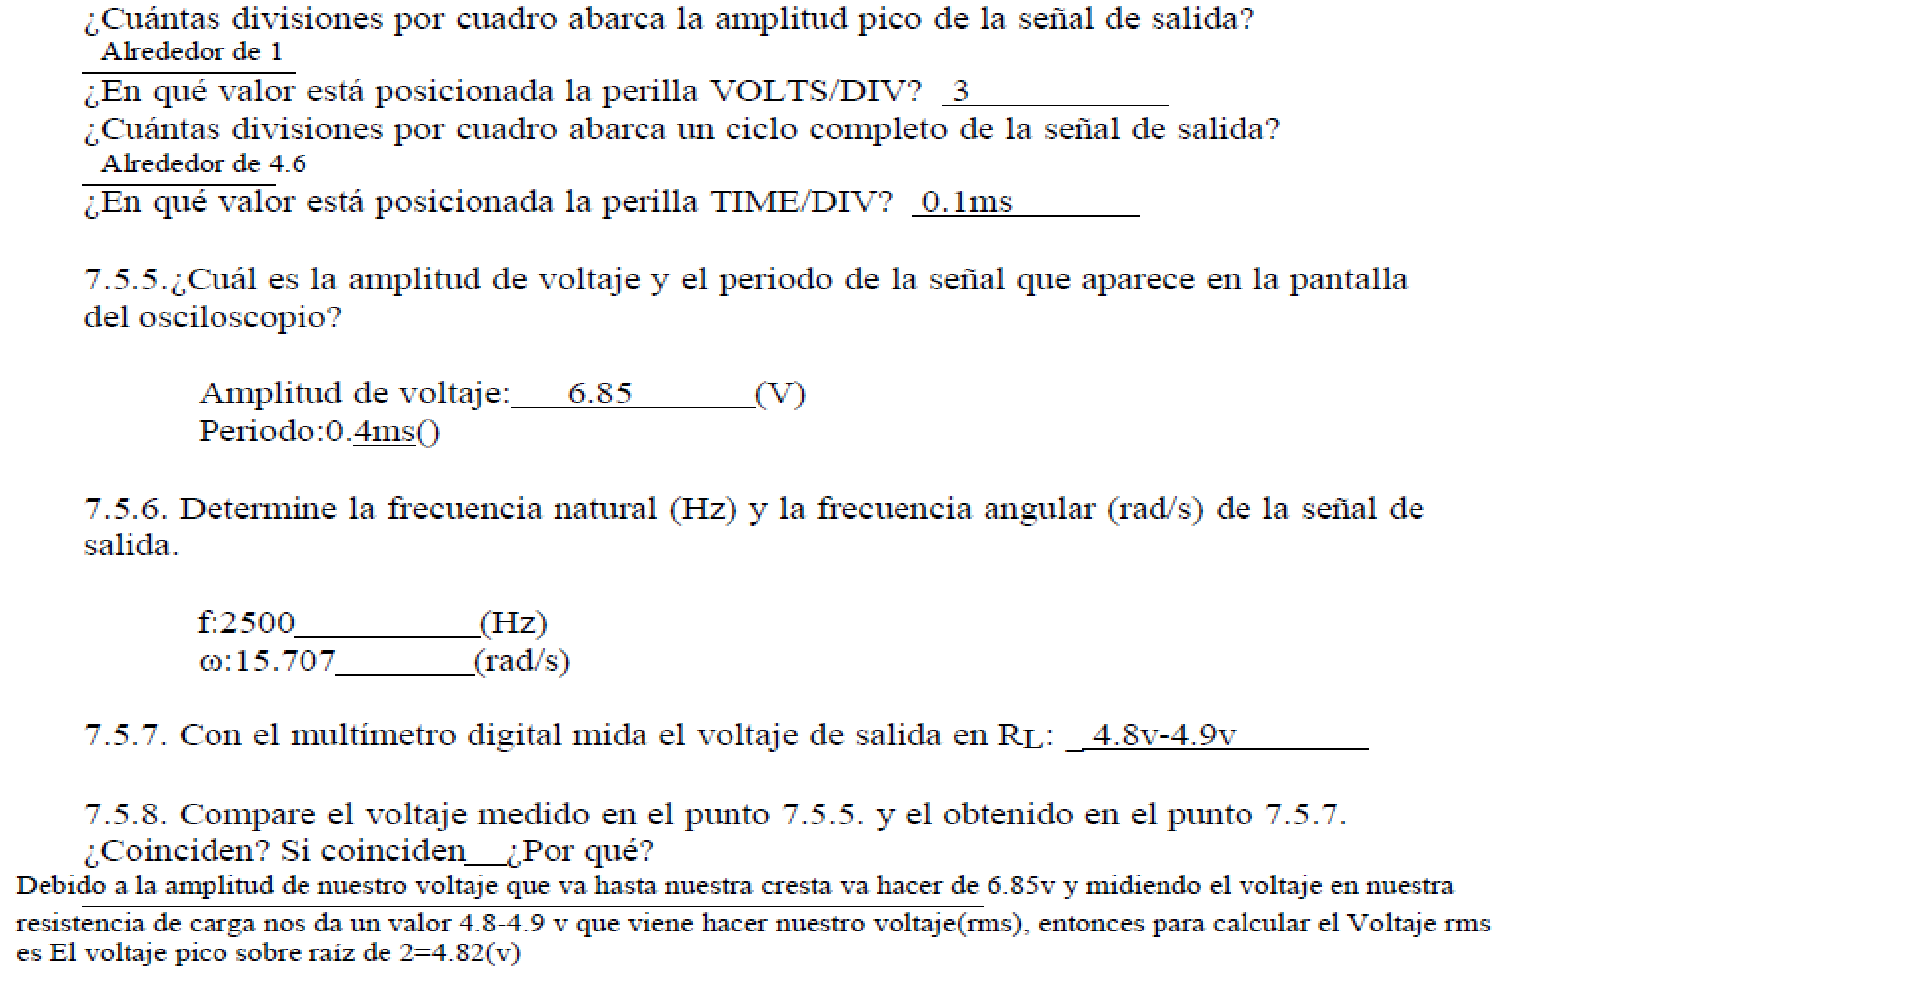 ¿Cuántas divisiones por cuadro abarca la amplitud pico de la señal de salida?
Alrededor de 1
¿En qué valor está posicionada la perilla VOLTS/DIV? 3
¿Cuántas divisiones por cuadro abarca un ciclo completo de la señal de salida?
Alrededor de 4.6
¿En qué valor está posicionada la perilla TIME/DIV? 0.1ms
7.5.5.¿Cuál es la amplitud de voltaje y el periodo de la señal que aparece en la pantalla
del osciloscopio?
Amplitud de voltaje:___6.85______(V)
Periodo:0.4ms()
7.5.6. Determine la frecuencia natural (Hz) y la frecuencia angular (rad/s) de la señal de
salida.
f:2500__________(Hz)
ω:15.707________(rad/s)
7.5.7. Con el multímetro digital mida el voltaje de salida en RL: _ 4.8v-4.9v
7.5.8. Compare el voltaje medido en el punto 7.5.5. y el obtenido en el punto 7.5.7.
¿Coinciden? Si coinciden__¿Por qué?
Debido a la amplitud de nuestro voltaje que va hasta nuestra cresta va hacer de 6.85v y midiendo el voltaje en nuestra
resistencia de carga nos da un valor 4.8-4.9 v que viene hacer nuestro voltaje(rms), entonces para calcular el Voltaje rms
es El voltaje pico sobre raíz de 2=4.82(v)